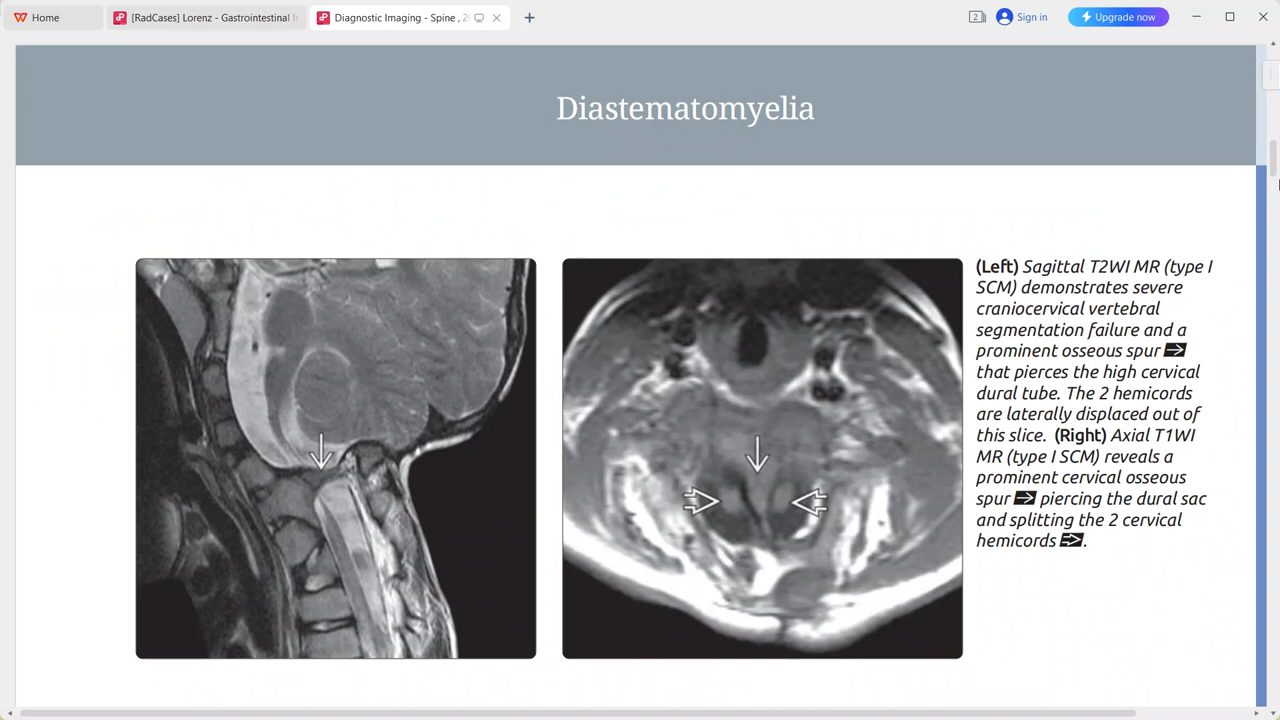 Home
[RadCases] Lorenz - Gastrointestinal I
Diagnostic Imaging - Spine , 2
2
Sign in
Upgrade now
Diastematomyelia
(Left) Sagittal T2WI MR (type I
SCM) demonstrates severe
craniocervical vertebral
segmentation failure and a
prominent osseous spur
that pierces the high cervical
dural tube. The 2 hemicords
are laterally displaced out of
this slice. (Right) Axial T1WI
MR (type I SCM) reveals a
prominent cervical osseous
spur piercing the dural sac
and splitting the 2 cervical
hemicords .